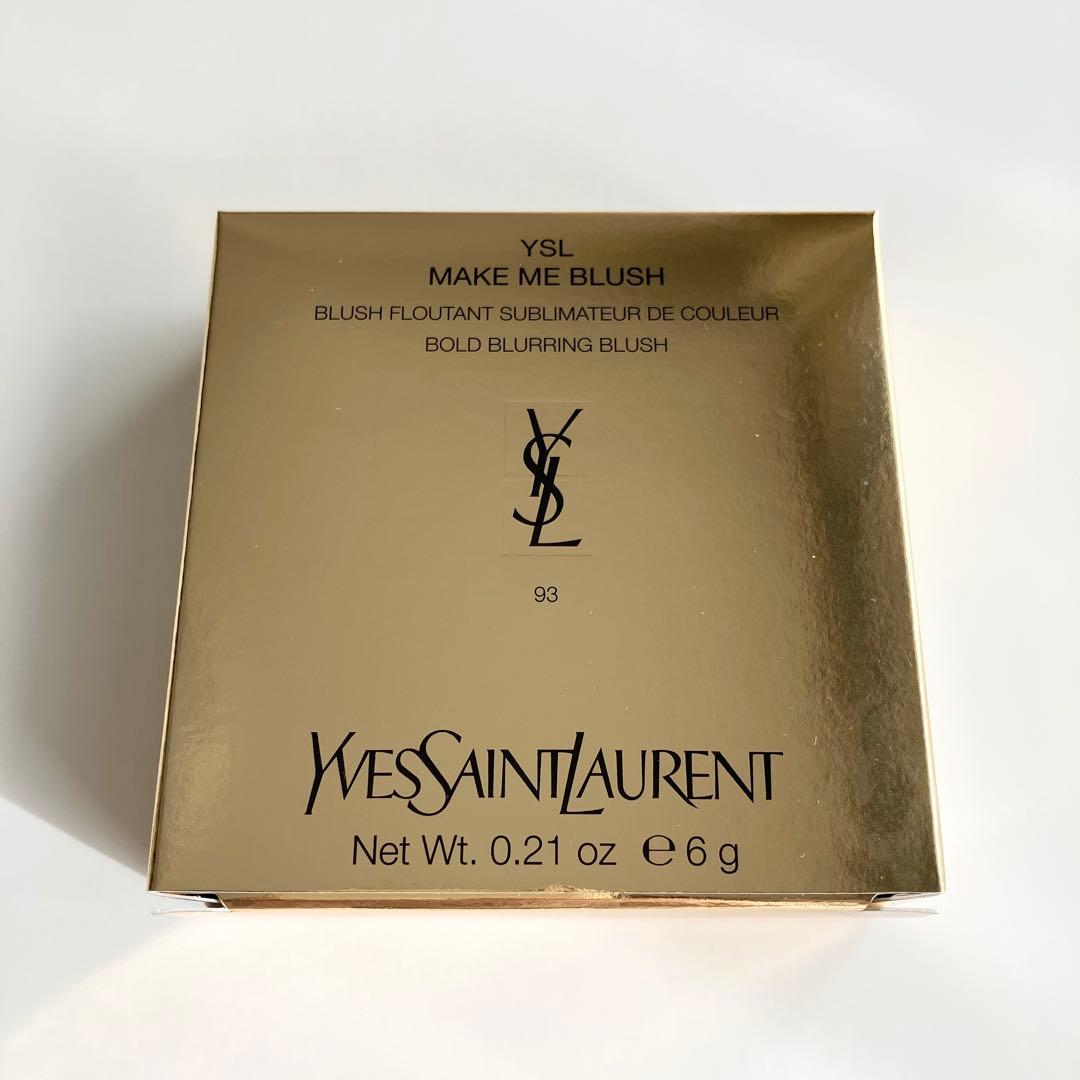 YSL
MAKE ME BLUSH
BLUSH FLOUTANT SUBLIMATEUR DE COULEUR
BOLD BLURRING BLUSH
YSL
93
YVESSAINTLAURENT
Net Wt. 0.21 oz ℮ 6 g